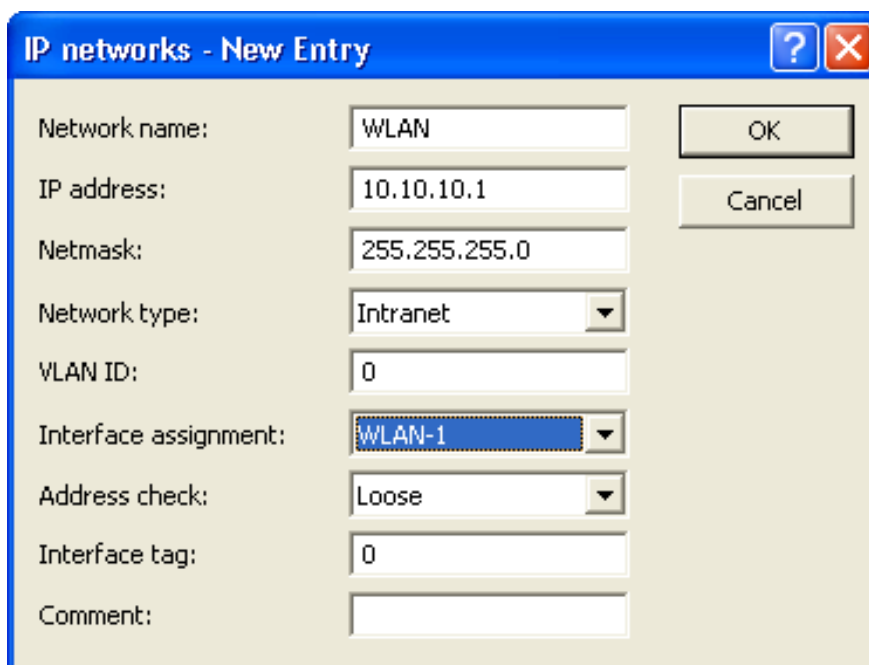 IP networks - New Entry
Network name: WLAN OK
IP address: 10.10.10.1 Cancel
Netmask: 255.255.255.0
Network type: Intranet
VLAN ID: 0
Interface assignment: WLAN-1
Address check: Loose
Interface tag: 0
Comment: